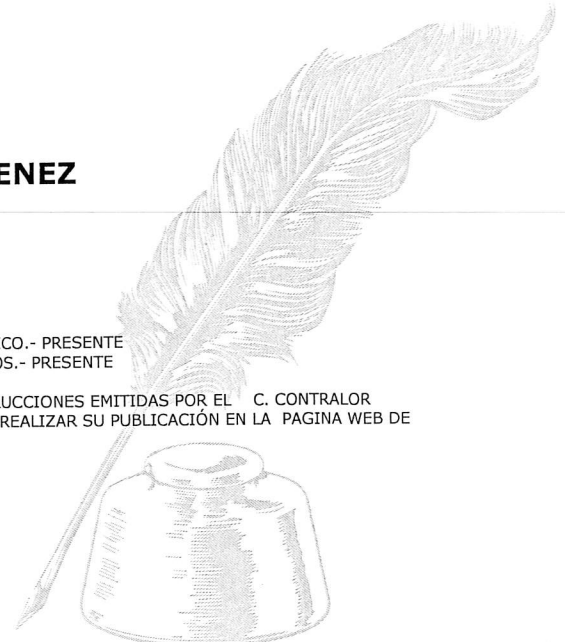 ENEZ
CO.- PRESENTE
OS.- PRESENTE
UCCIONES EMITIDAS POR EL C. CONTRALOR
REALIZAR SU PUBLICACIÓN EN LA PAGINA WEB DE